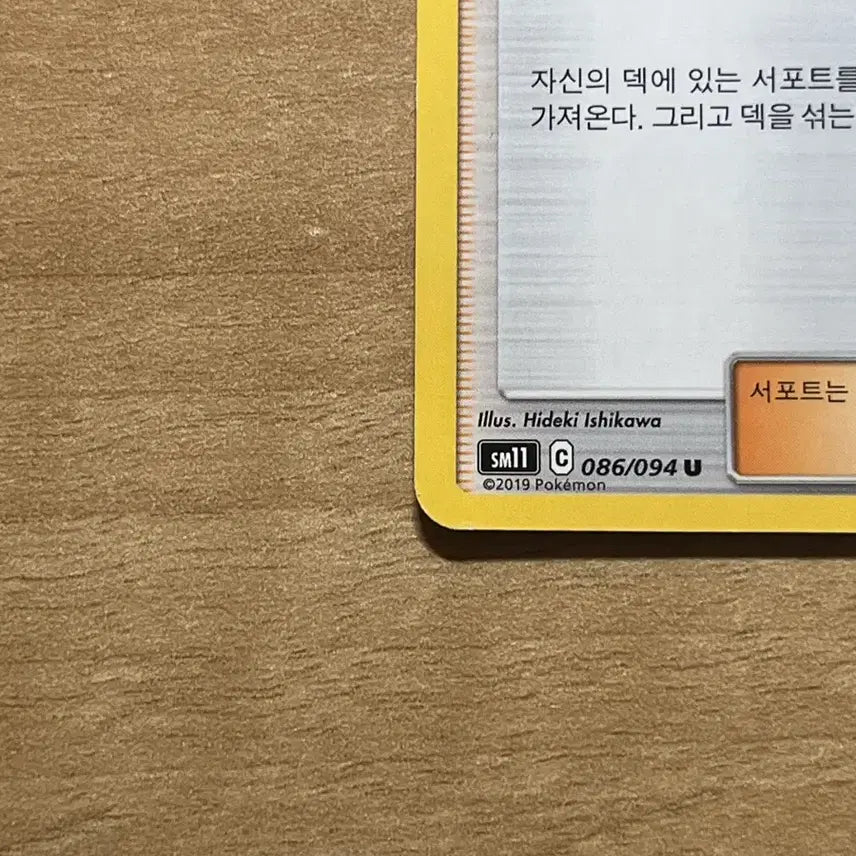 자신의 덱에 있는 서포트를
가져온다. 그리고 덱을 섞는
서포트는
Illus. Hideki Ishikawa
SM11 C 086/094 U
©2019 Pokémon